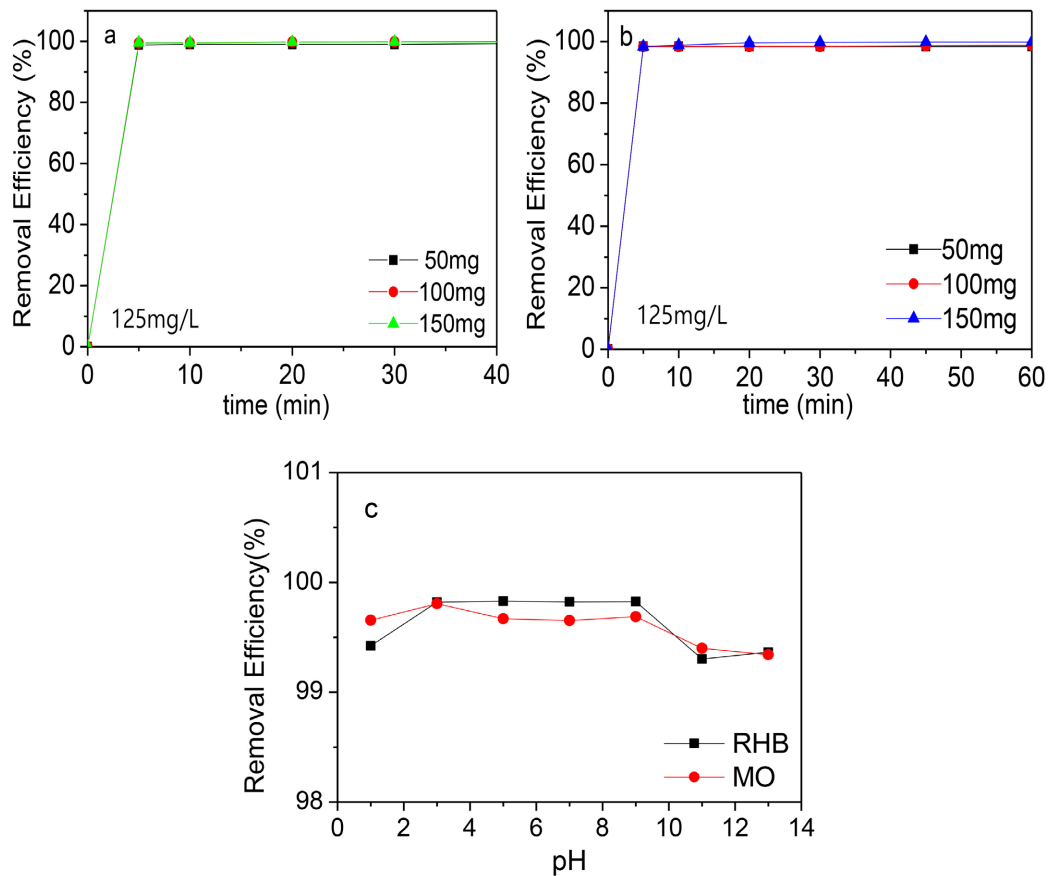 a
Removal Efficiency (%)
100
80
60
40
20
0
50mg
100mg
150mg
125mg/L
0 10 20 30 40
time (min)
b
Removal Efficiency (%)
100
80
60
40
20
0
50mg
100mg
150mg
125mg/L
0 10 20 30 40 50 60
time (min)
c
Removal Efficiency(%)
101
100
99
98
RHB
MO
0 2 4 6 8 10 12 14
pH